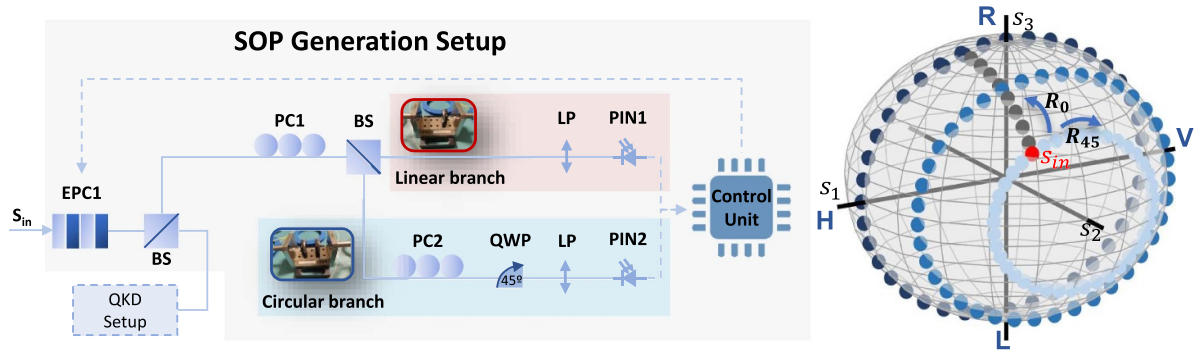 SOP Generation Setup
PC1
BS
LP
PIN1
Linear branch
EPC1
S_in
BS
Control
Unit
PC2
QWP
LP
PIN2
45º
Circular branch
QKD
Setup
R
S_3
R_0
R_45
V
S_in
S_1
H
S_2
L